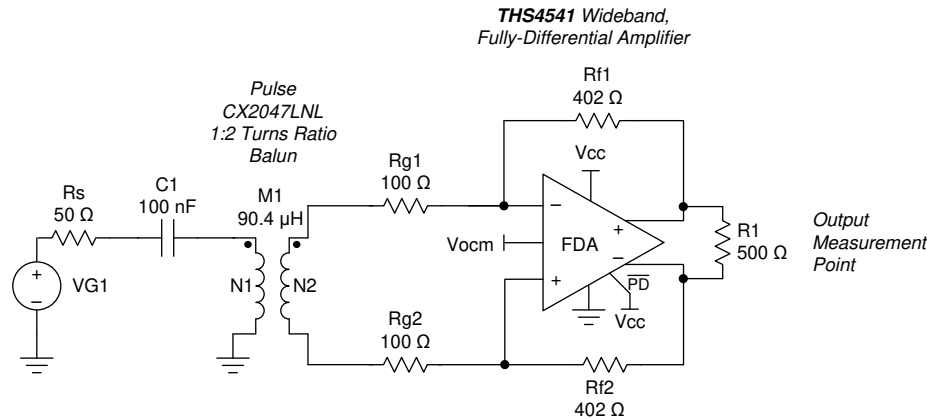 THS4541 Wideband,
Fully-Differential Amplifier
Rf1
402 Ω
Pulse
CX2047LNL
1:2 Turns Ratio
Balun
Vcc
Rg1
100 Ω
C1
100 nF
M1
90.4 µH
Rs
50 Ω
−
+
R1
500 Ω
Output
Measurement
Point
Vocm
FDA
−
+
PD
Vcc
+
−
VG1
N1
N2
Rg2
100 Ω
Rf2
402 Ω